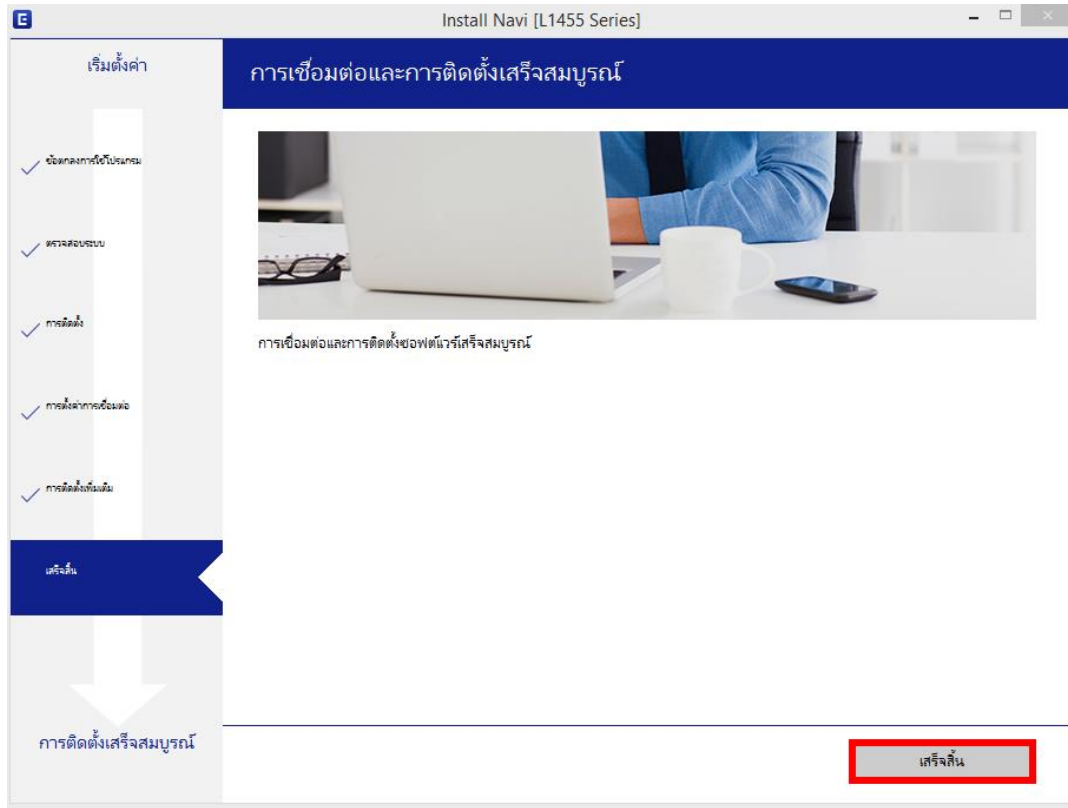 E
Install Navi [L1455 Series]
เริ่มตั้งค่า
การเชื่อมต่อและการติดตั้งเสร็จสมบูรณ์
ข้อตกลงการใช้โปรแกรม
ตรวจสอบระบบ
การติดตั้ง
การตั้งค่าการเชื่อมต่อ
การติดตั้งเพิ่มเติม
เสร็จสิ้น
การติดตั้งเสร็จสมบูรณ์
การเชื่อมต่อและการติดตั้งซอฟต์แวร์เสร็จสมบูรณ์
เสร็จสิ้น